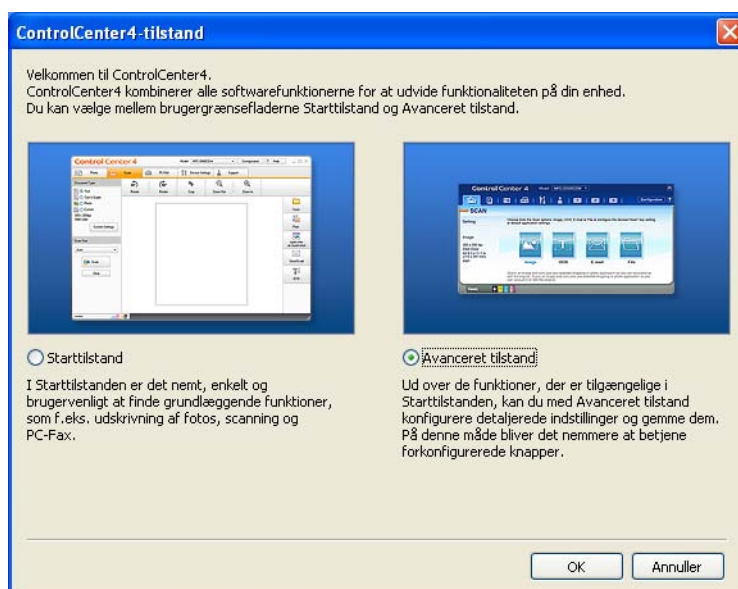 ControlCenter4-tilstand
Velkommen til ControlCenter4.
ControlCenter4 kombinerer alle softwarefunktionerne for at udvide funktionaliteten på din enhed.
Du kan vælge mellem brugergrænsefladerne Starttilstand og Avanceret tilstand.
Control Center 4
Control Center 4
SCAN
Starttilstand
I Starttilstanden er det nemt, enkelt og
brugervenligt at finde grundlæggende funktioner,
som f.eks. udskrivning af fotos, scanning og
PC-Fax.
Avanceret tilstand
Ud over de funktioner, der er tilgængelige i
Starttilstanden, kan du med Avanceret tilstand
konfigurere detaljerede indstillinger og gemme dem.
På denne måde bliver det nemmere at betjene
forkonfigurerede knapper.
OK
Annuller